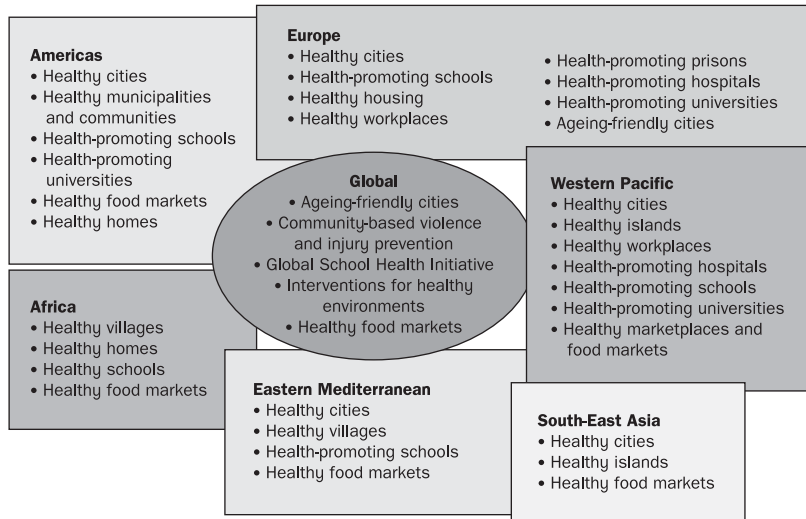 Americas
• Healthy cities
• Healthy municipalities
and communities
• Health-promoting schools
• Health-promoting
universities
• Healthy food markets
• Healthy homes
Europe
• Healthy cities
• Health-promoting schools
• Healthy housing
• Healthy workplaces
• Health-promoting prisons
• Health-promoting hospitals
• Health-promoting universities
• Ageing-friendly cities
Global
• Ageing-friendly cities
• Community-based violence
and injury prevention
• Global School Health Initiative
• Interventions for healthy
environments
• Healthy food markets
Western Pacific
• Healthy cities
• Healthy islands
• Healthy workplaces
• Health-promoting hospitals
• Health-promoting schools
• Health-promoting universities
• Healthy marketplaces and
food markets
Africa
• Healthy villages
• Healthy homes
• Healthy schools
• Healthy food markets
Eastern Mediterranean
• Healthy cities
• Healthy villages
• Health-promoting schools
• Healthy food markets
South-East Asia
• Healthy cities
• Healthy islands
• Healthy food markets